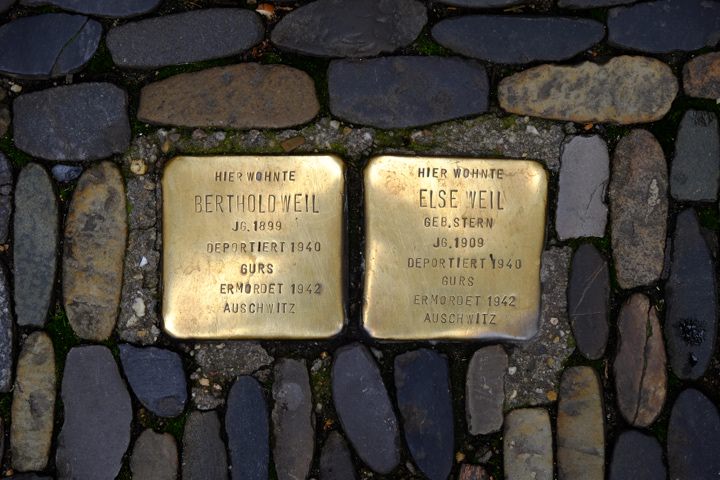 HIER WOHNTE
BERTHOLD WEIL
JG. 1899
DEPORTIERT 1940
GURS
ERMORDET 1942
AUSCHWITZ
HIER WOHNTE
ELSE WEIL
GEB. STERN
JG. 1909
DEPORTIERT 1940
GURS
ERMORDET 1942
AUSCHWITZ